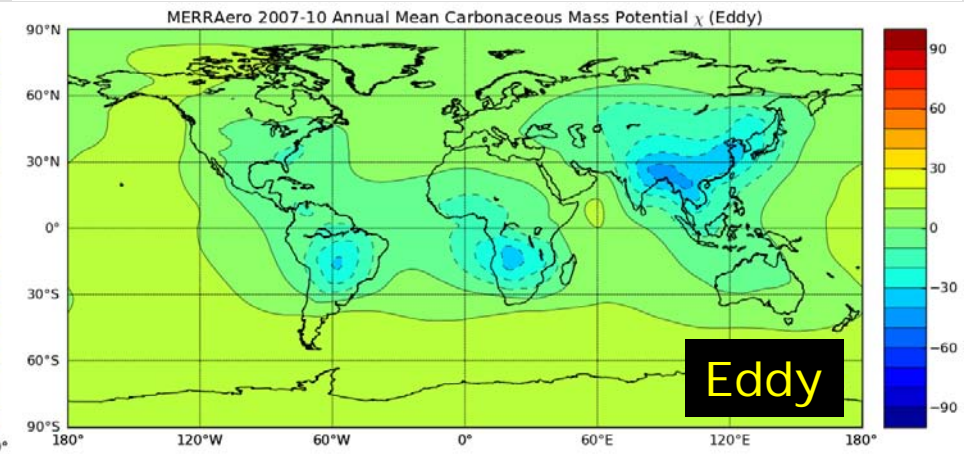 MERRAero 2007-10 Annual Mean Carbonaceous Mass Potential χ (Eddy)
90°N
60°N
30°N
0°
30°S
60°S
90°S
180°
120°W
60°W
0°
60°E
120°E
180°
Eddy
90
60
30
0
−30
−60
−90
0°